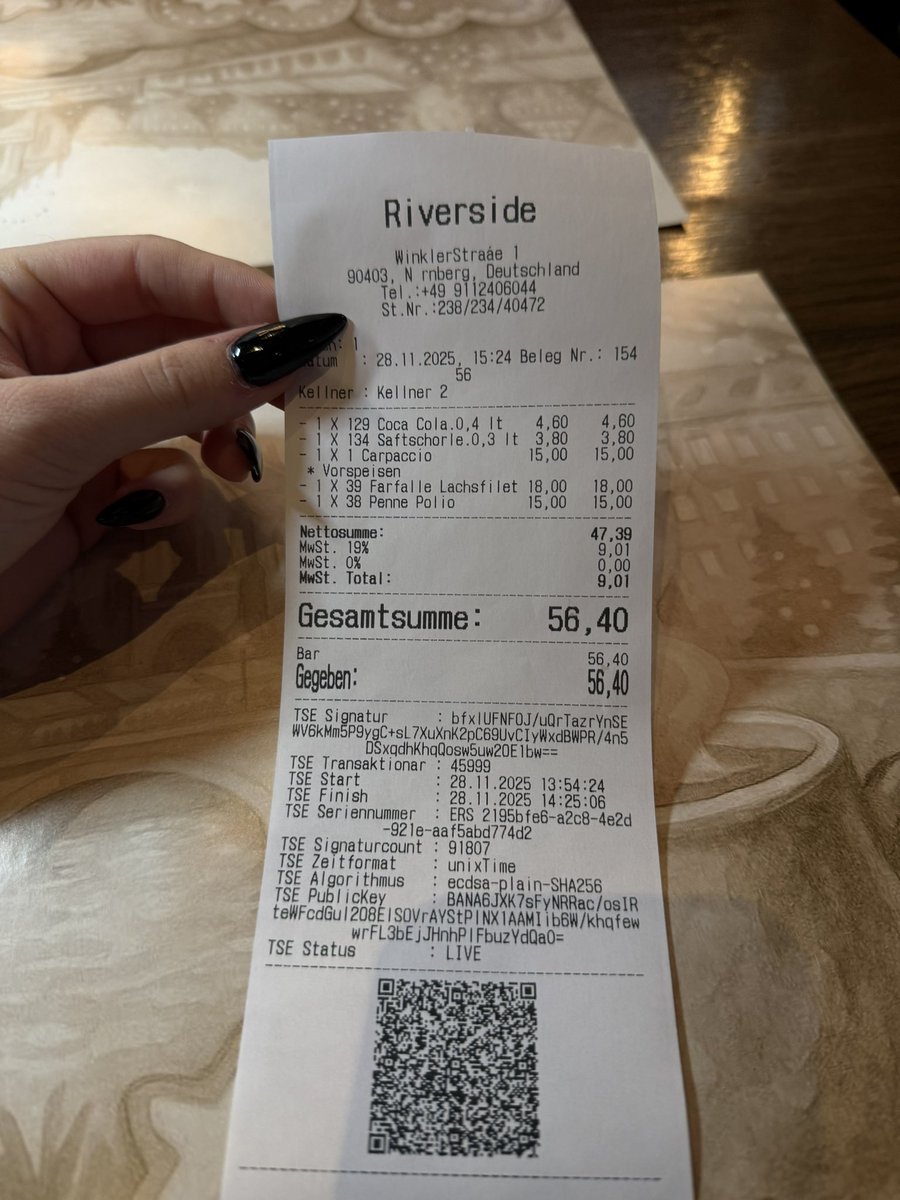 Riverside
WinklerStraáe 1
90403, N rnberg, Deutschland
Tel.:+49 9112406044
St.Nr.:238/234/40472
: 1
: 28.11.2025, 15:24 Beleg Nr.: 154
56
Kellner : Kellner 2
- 1 X 129 Coca Cola.0,4 lt 4,60 4,60
- 1 X 134 Saftschorle.0,3 lt 3,80 3,80
- 1 X 1 Carpaccio 15,00 15,00
* Vorspeisen
- 1 X 39 Farfalle Lachsfilet 18,00 18,00
- 1 X 38 Penne Polio 15,00 15,00
Nettosumme: 47,39
MwSt. 19% 9,01
MwSt. 0% 0,00
MwSt. Total: 9,01
Gesamtsumme: 56,40
Bar 56,40
Gegeben: 56,40
TSE Signatur : bfxlUFNFOJ/uQrTazrYnSE
WV6kMm5P9ygC+sL7XuXnK2pC69UvCIyWxdBWPR/4n5
DSxqdhKhqQosw5uw2OE1bw==
TSE Transaktionar : 45999
TSE Start : 28.11.2025 13:54:24
TSE Finish : 28.11.2025 14:25:06
TSE Seriennummer : ERS 2195bfe6-a2c8-4e2d
-921e-aaf5abd774d2
TSE Signaturcount : 91807
TSE Zeitformat : unixTime
TSE Algorithmus : ecdsa-plain-SHA256
TSE PublicKey : BANA6JXK7sFyNRRac/osIR
teWFcdGul208ElSOVrAYStPlNX1AAMIib6W/khqfew
wrFL3bEjJHnhPlFbuzYdQaO=
TSE Status : LIVE